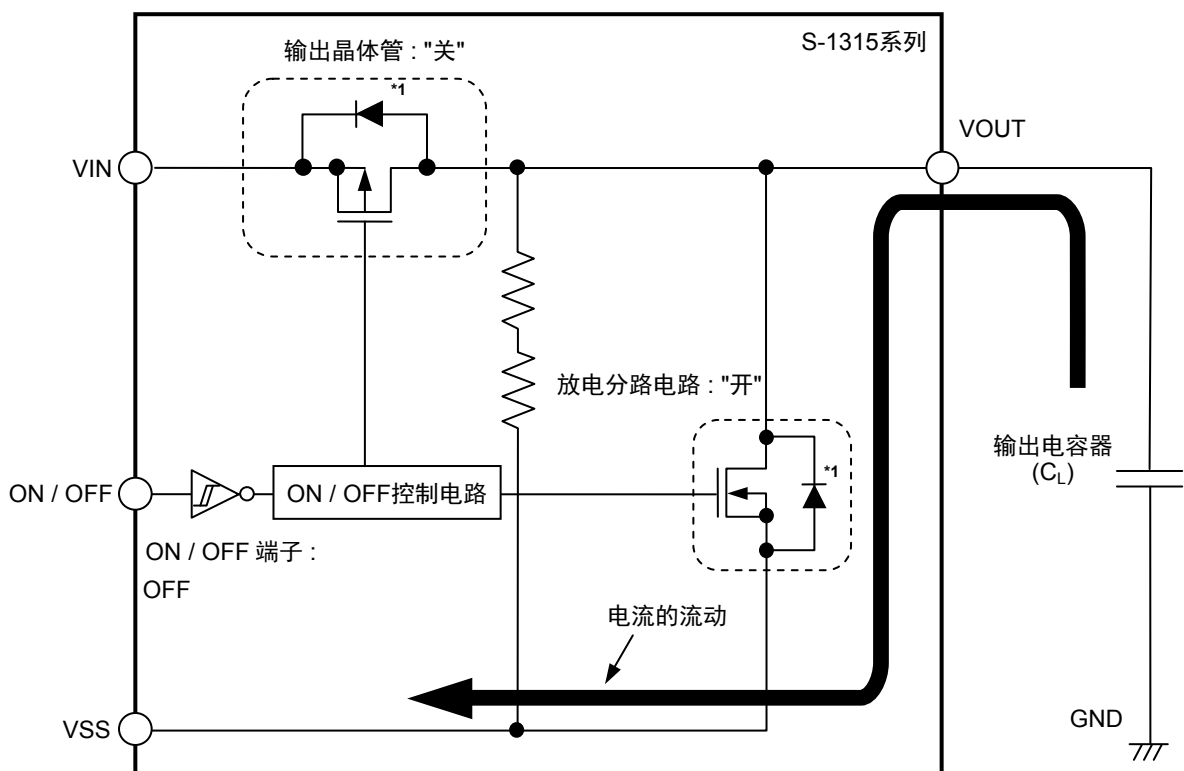 S-1315系列
输出晶体管 : "关"
*1
VOUT
VIN
放电分路电路 : "开"
*1
输出电容器
(CL)
ON / OFF
ON / OFF控制电路
ON / OFF 端子 :
OFF
电流的流动
VSS
GND